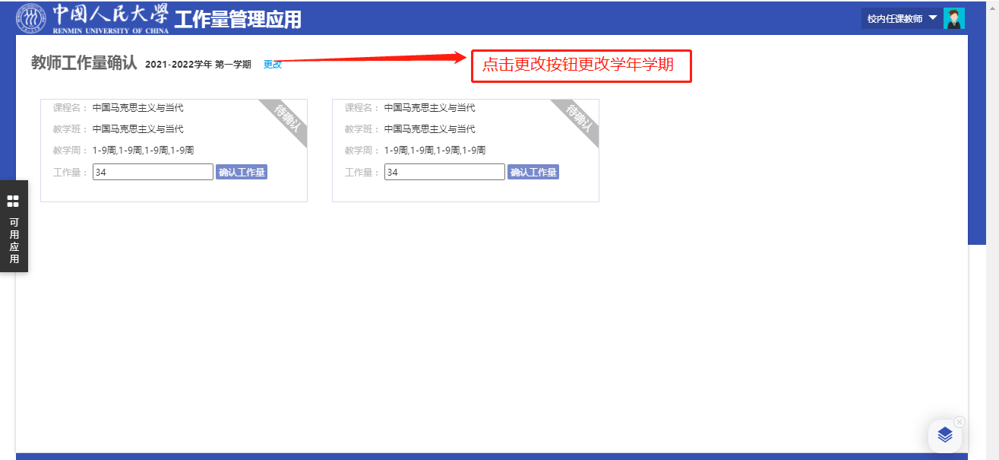 中国人民大学
RENMIN UNIVERSITY OF CHINA
工作量管理应用
校内任课教师
教师工作量确认 2021-2022学年 第一学期 更改
点击更改按钮更改学年学期
课程名： 中国马克思主义与当代
教学班： 中国马克思主义与当代
教学周： 1-9周,1-9周,1-9周,1-9周
工作量： 34 确认工作量
待确认
课程名： 中国马克思主义与当代
教学班： 中国马克思主义与当代
教学周： 1-9周,1-9周,1-9周,1-9周
工作量： 34 确认工作量
待确认
可用应用